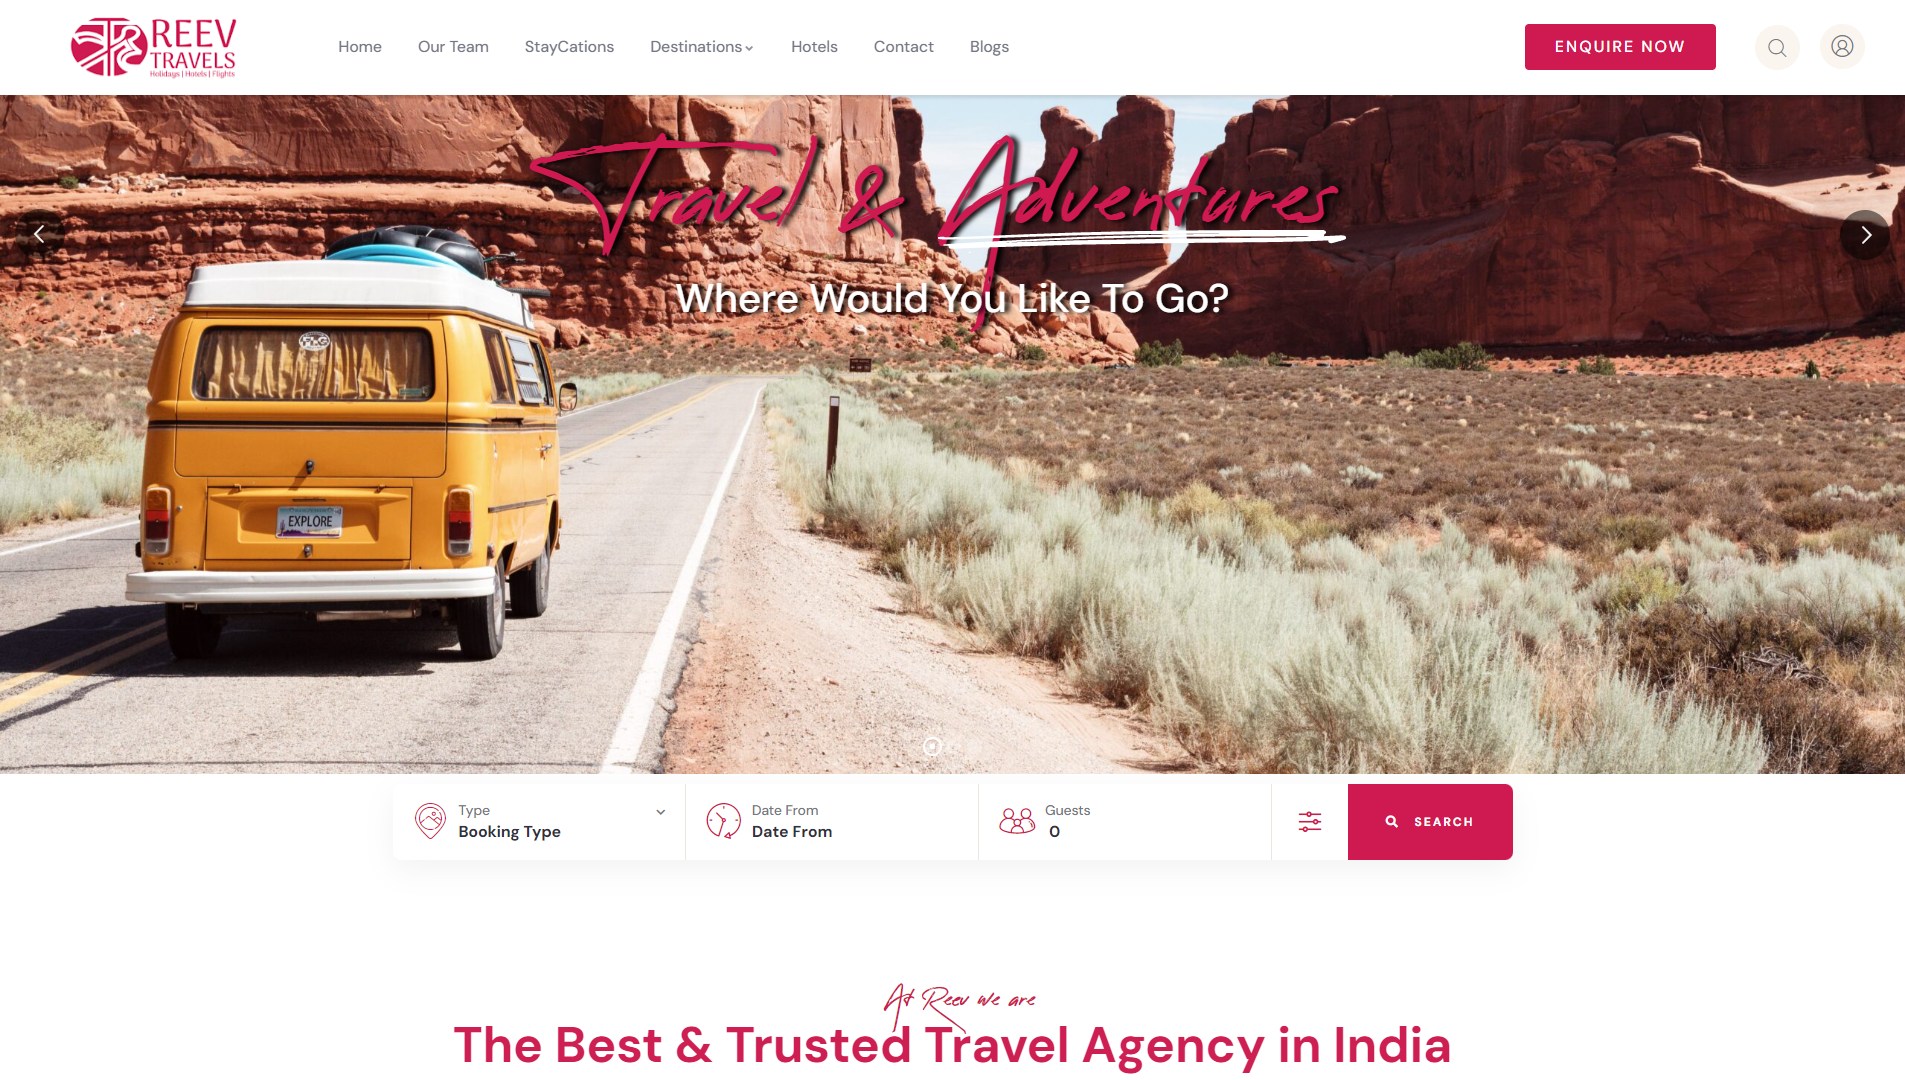 REEV
TRAVELS
Holidays | Hotels | Flights
Home
Our Team
StayCations
Destinations
Hotels
Contact
Blogs
ENQUIRE NOW
Travel & Adventures
Where Would You Like To Go?
FLG
EXPLORE
Type
Booking Type
Date From
Date From
Guests
0
SEARCH
At Reev we are
The Best & Trusted Travel Agency in India